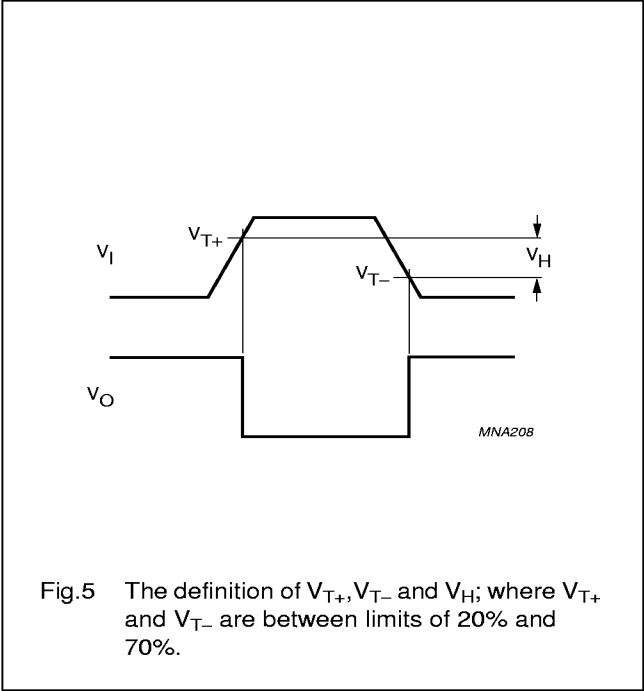 VT+
VI
VH
VT–
VO
MNA208
Fig.5 The definition of VT+,VT– and VH; where VT+
and VT– are between limits of 20% and
70%.